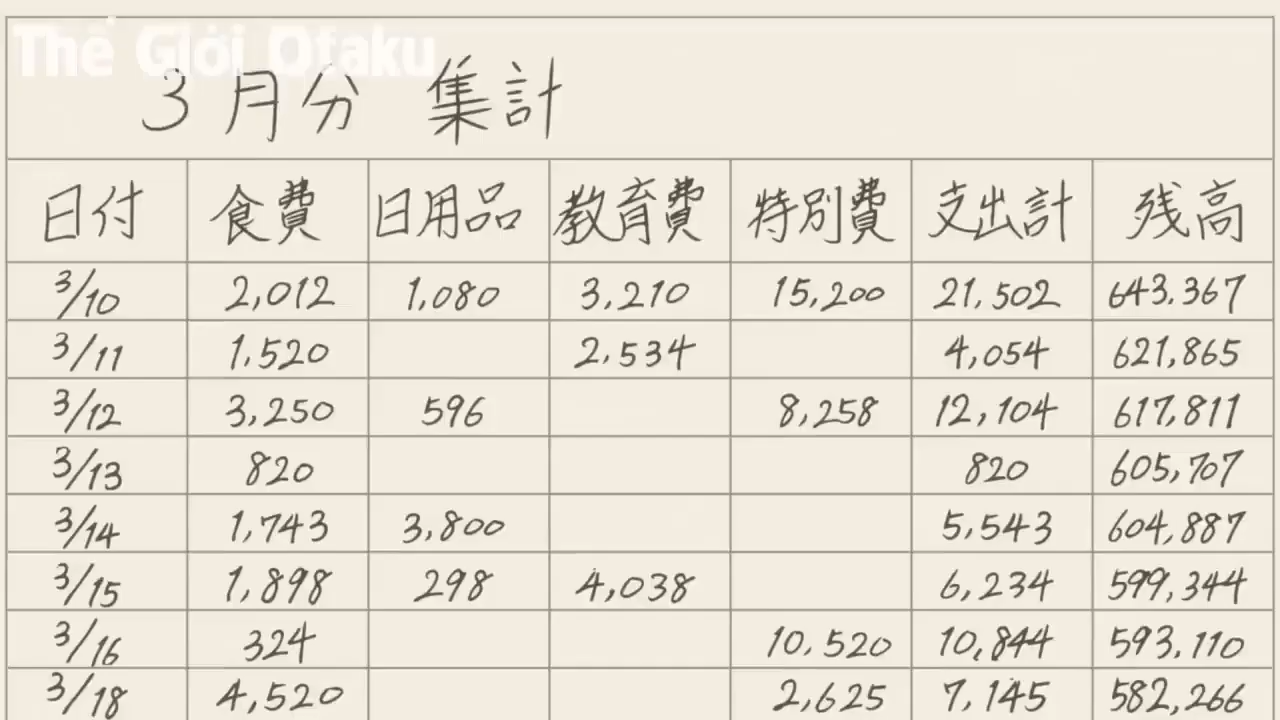 Thế Giới Otaku
3月分 集計
日付 食費 日用品 教育費 特別費 支出計 残高
3/10 2,012 1,080 3,210 15,200 21,502 643,367
3/11 1,520 2,534 4,054 621,865
3/12 3,250 596 8,258 12,104 617,811
3/13 820 820 605,707
3/14 1,743 3,800 5,543 604,887
3/15 1,898 298 4,038 6,234 599,344
3/16 324 10,520 10,844 593,110
3/18 4,520 2,625 7,145 582,266